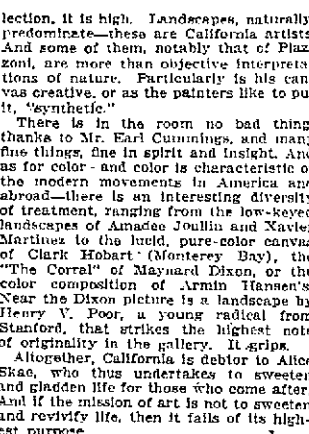 lection, it is high. Landscapes, naturally
predominate—these are California artists
And some of them, notably that of Piaz
zoni, are more than objective interpreta
tions of nature. Particularly is his can
vas creative, or as the painters like to pu
it, "synthetic."
There is in the room no bad thing
thanks to Mr. Earl Cummings, and many
fine things, fine in spirit and insight. An
as for color - and color is characteristic o
the modern movements in America an
abroad—there is an interesting diversit
of treatment, ranging from the low-keyed
landscapes of Amadee Joullin and Xavie
Martinez to the lucid, pure-color canvas
of Clark Hobart (Monterey Bay), the
"The Corral" of Maynard Dixon, or the
color composition of Armin Hansen's
Near the Dixon picture is a landscape by
Henry V. Poor, a young radical from
Stanford, that strikes the highest note
of originality in the gallery. It grips.
Altogether, California is debtor to Alice
Skae, who thus undertakes to sweeten
and gladden life for those who come after.
And if the mission of art is not to sweeten
and revivify life, then it fails of its high-
est purpose.